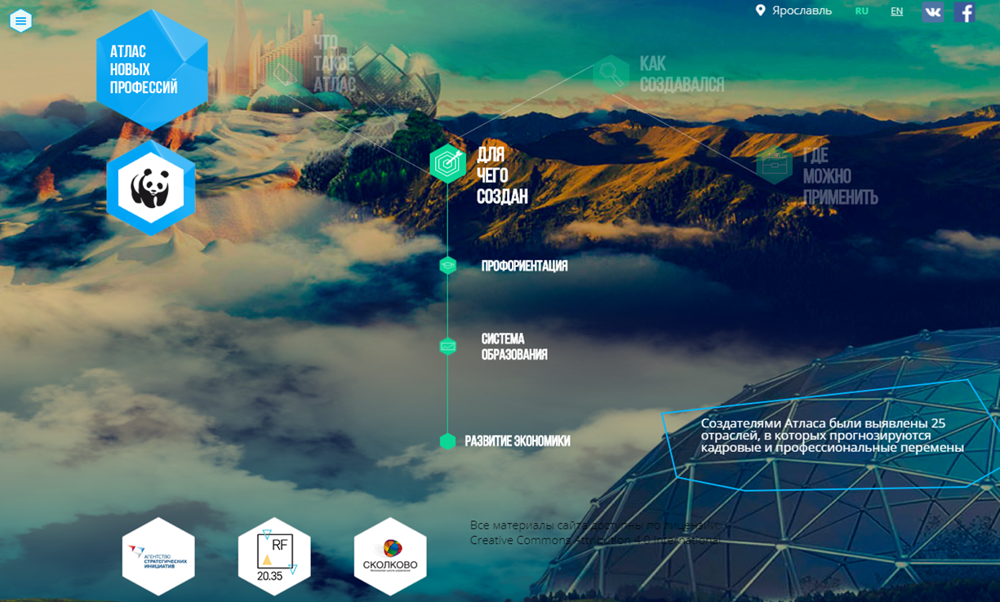 Ярославль
RU
EN
АТЛАС
НОВЫХ
ПРОФЕССИЙ
ЧТО
ТАКОЕ
АТЛАС
КАК
СОЗДАВАЛСЯ
ДЛЯ
ЧЕГО
СОЗДАН
ГДЕ
МОЖНО
ПРИМЕНИТЬ
ПРОФОРИЕНТАЦИЯ
СИСТЕМА
ОБРАЗОВАНИЯ
РАЗВИТИЕ ЭКОНОМИКИ
Создателями Атласа были выявлены 25
отраслей, в которых прогнозируются
кадровые и профессиональные перемены
Все материалы сайта доступны по лицензии:
Creative Commons Attribution 4.0 International
АГЕНТСТВО
СТРАТЕГИЧЕСКИХ
ИНИЦИАТИВ
RF
20.35
СКОЛКОВО